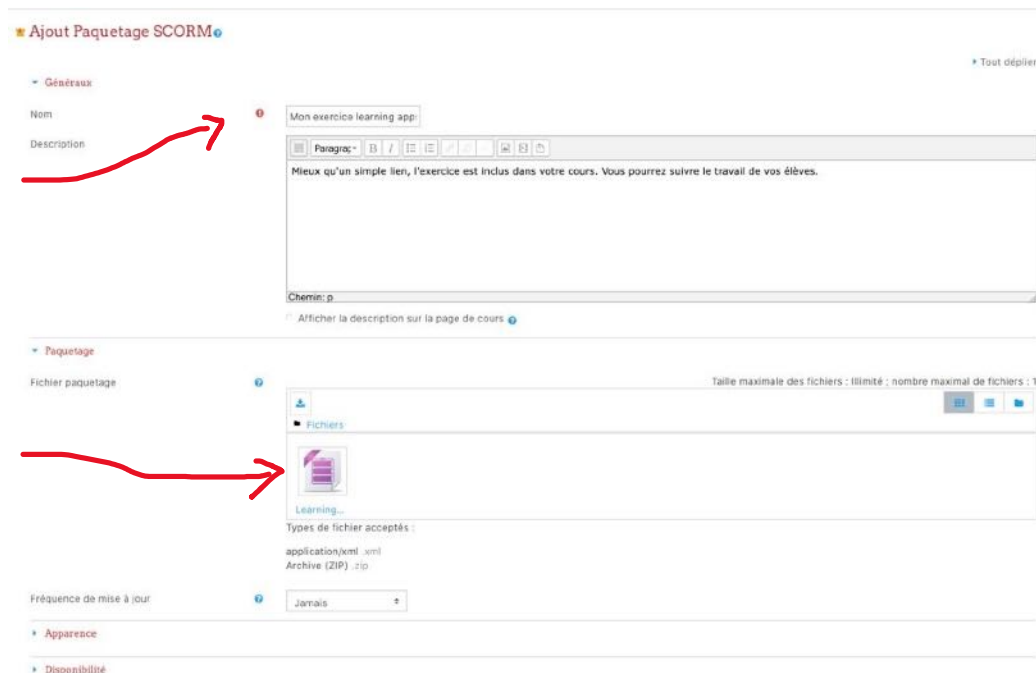 Ajout Paquetage SCORM
Tout déplier
Généraux
Nom
Mon exercice learning app
Description
Paragrap
B I
Mieux qu'un simple lien, l'exercice est inclus dans votre cours. Vous pourrez suivre le travail de vos élèves.
Chemin: p
Afficher la description sur la page de cours
Paquetage
Fichier paquetage
Taille maximale des fichiers : Illimité ; nombre maximal de fichiers : 1
Fichiers
Learning...
Types de fichier acceptés :
application/xml .xml
Archive (ZIP) .zip
Fréquence de mise à jour
Jamais
Apparence
Disponibilité